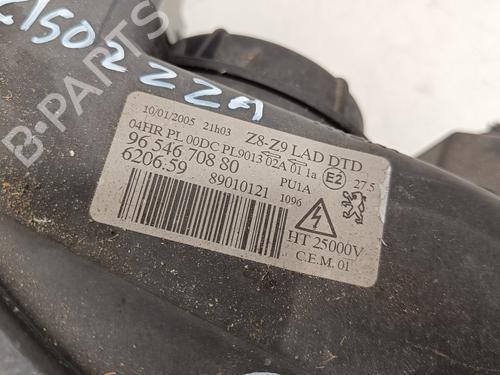 21502ZZA
B-PARTS
10/01/2005 21h03 Z8-Z9 LAD DTD
04HR PL 00DC PL9013 02A 01 1a E2 27.5
96 546 708 80
6206.59 PU1A
89010121 1096
HT 25000V
C.E.M. 01